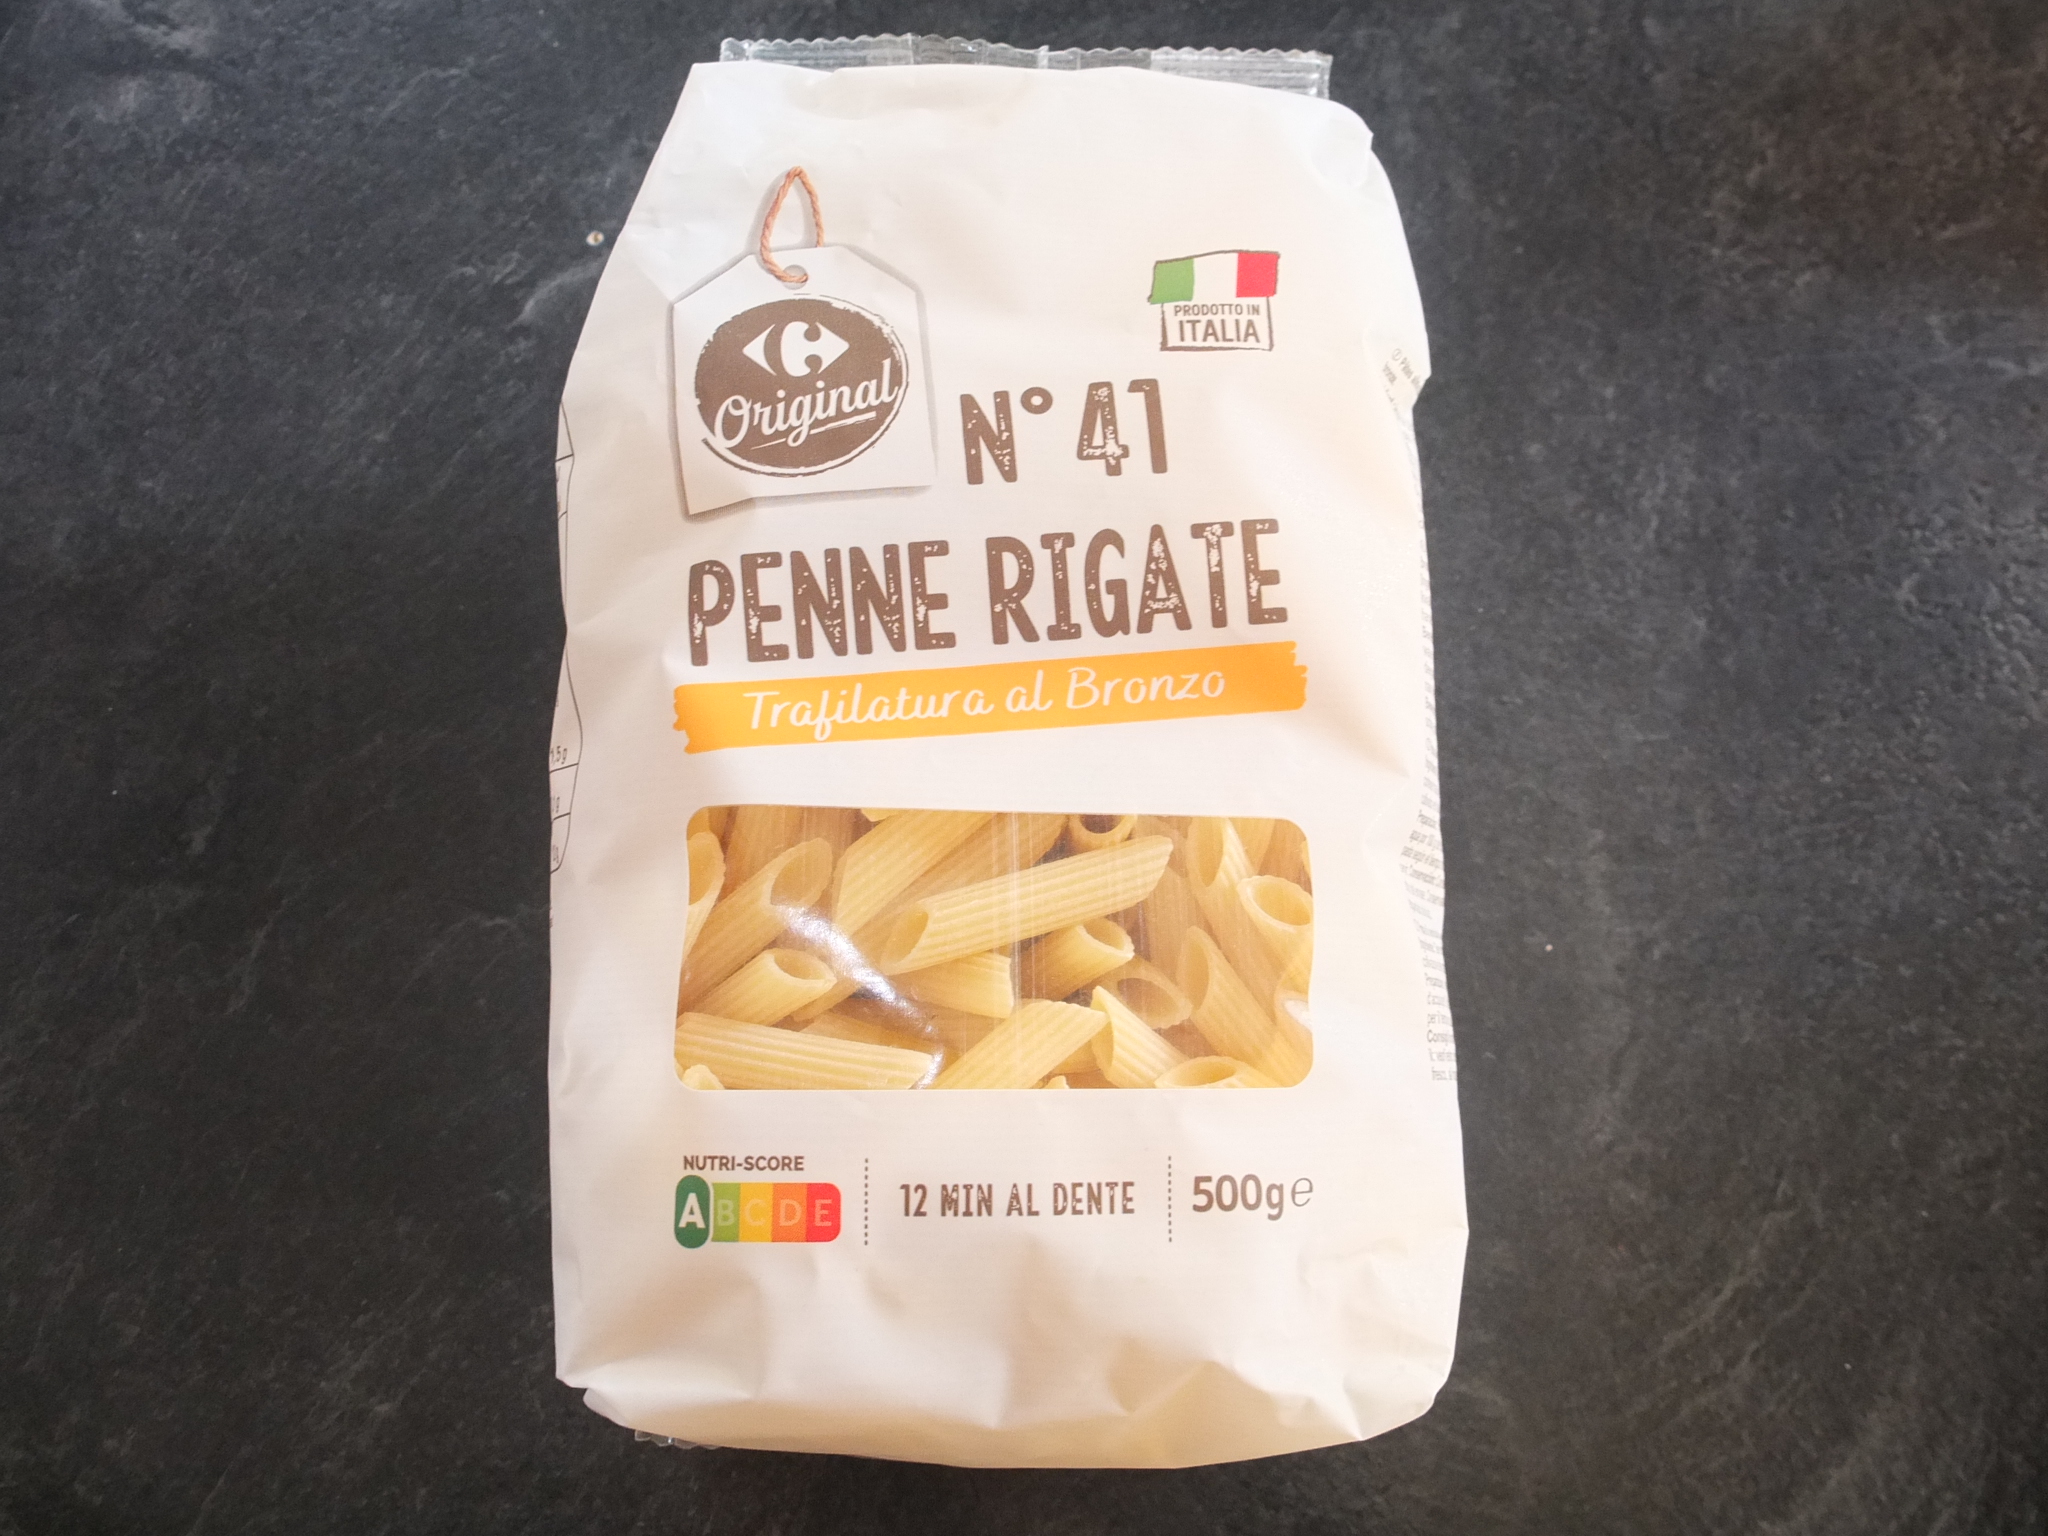 Original
PRODOTTO IN
ITALIA
N° 41
PENNE RIGATE
Trafilatura al Bronzo
NUTRI-SCORE
A B C D E
12 MIN AL DENTE
500g e